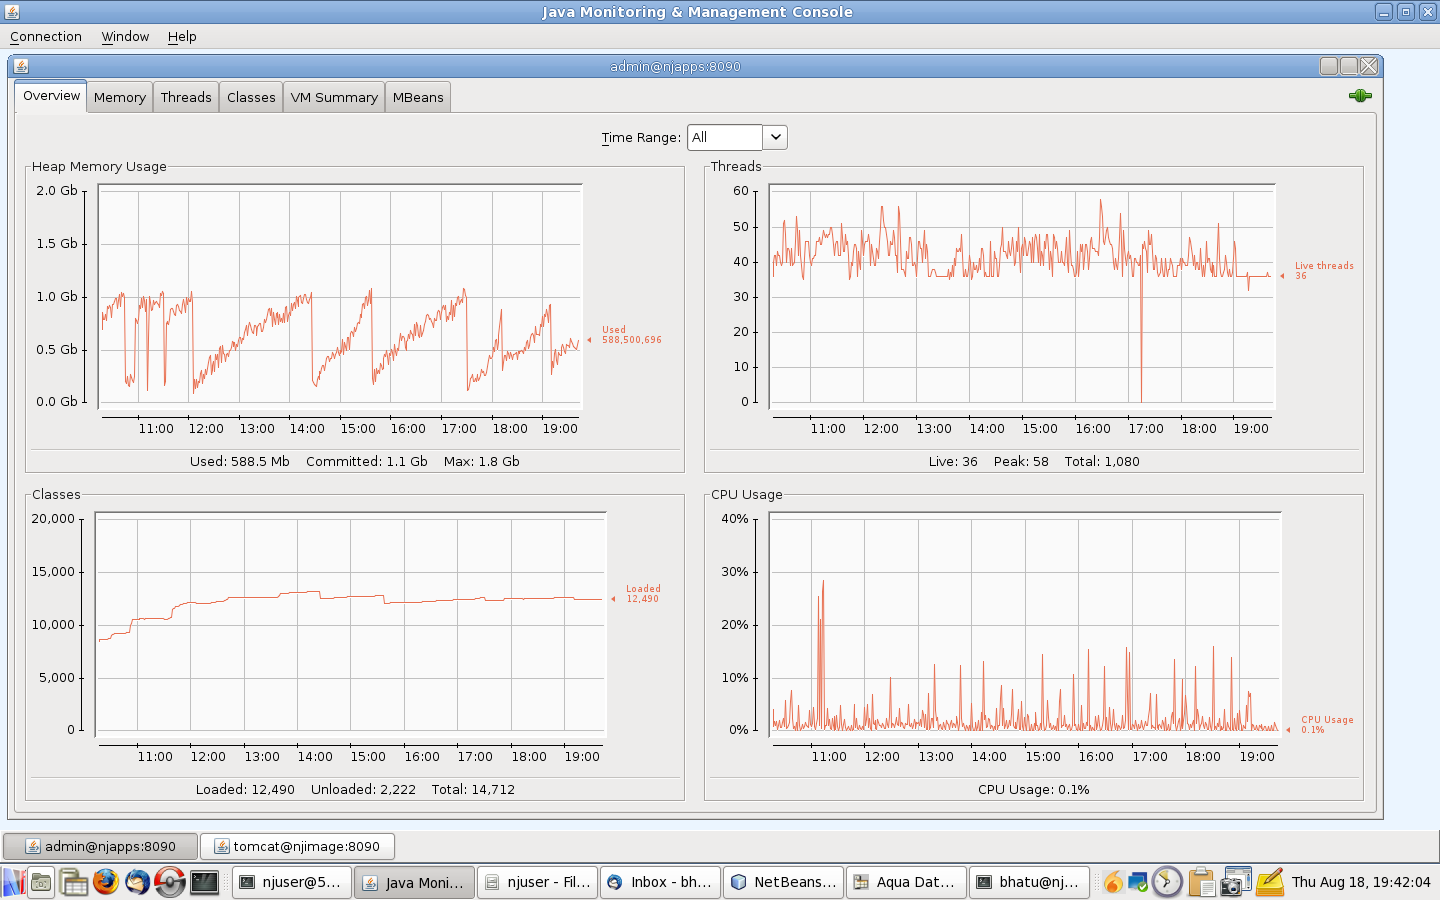 Java Monitoring & Management Console
Connection Window Help
admin@njapps:8090
Overview Memory Threads Classes VM Summary MBeans
Time Range: All
Heap Memory Usage
2.0 Gb
1.5 Gb
1.0 Gb
0.5 Gb
0.0 Gb
Used
588,500,696
11:00 12:00 13:00 14:00 15:00 16:00 17:00 18:00 19:00
Used: 588.5 Mb Committed: 1.1 Gb Max: 1.8 Gb
Threads
60
50
40
30
20
10
0
Live threads
36
11:00 12:00 13:00 14:00 15:00 16:00 17:00 18:00 19:00
Live: 36 Peak: 58 Total: 1,080
Classes
20,000
15,000
10,000
5,000
0
Loaded
12,490
11:00 12:00 13:00 14:00 15:00 16:00 17:00 18:00 19:00
Loaded: 12,490 Unloaded: 2,222 Total: 14,712
CPU Usage
40%
30%
20%
10%
0%
CPU Usage
0.1%
11:00 12:00 13:00 14:00 15:00 16:00 17:00 18:00 19:00
CPU Usage: 0.1%
admin@njapps:8090 tomcat@njimage:8090
njuser@5... Java Moni... njuser - Fil... Inbox - bh... NetBeans... Aqua Dat... bhatu@nj... Thu Aug 18, 19:42:04